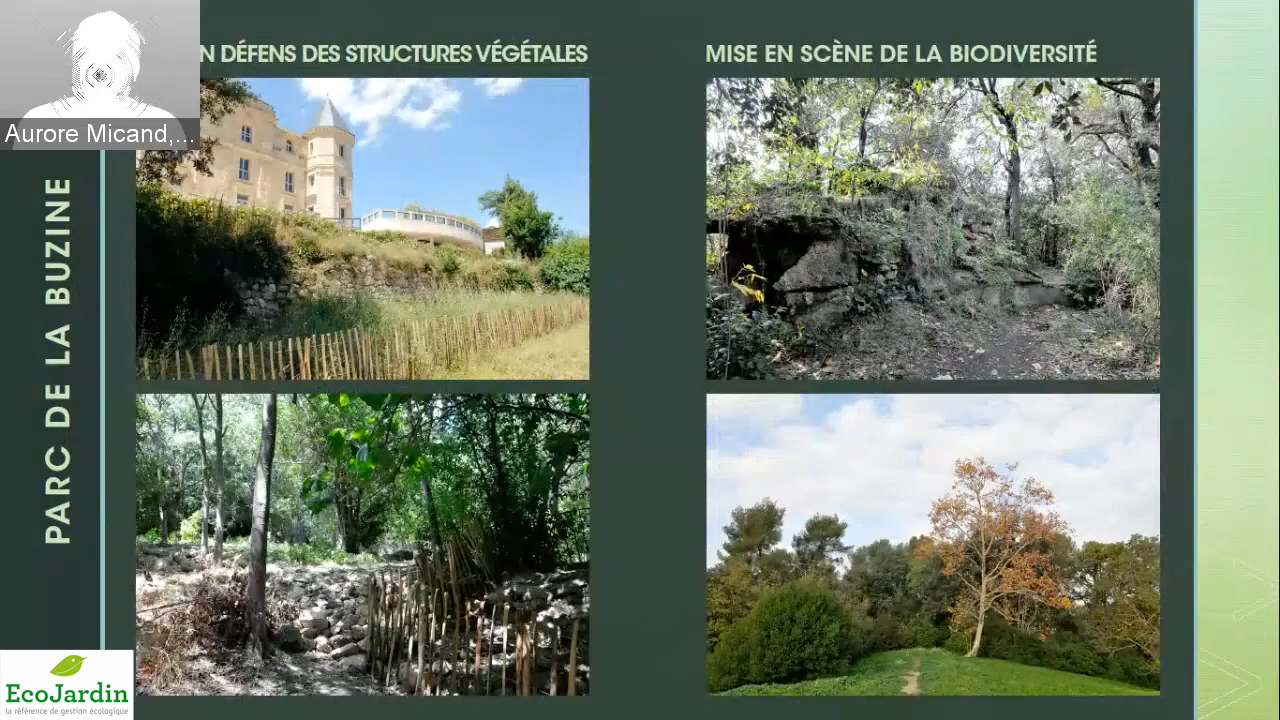 N DÉFENS DES STRUCTURES VÉGÉTALES
MISE EN SCÈNE DE LA BIODIVERSITÉ
Aurore Micand,...
PARC DE LA BUZINE
EcoJardin
la référence de gestion écologique